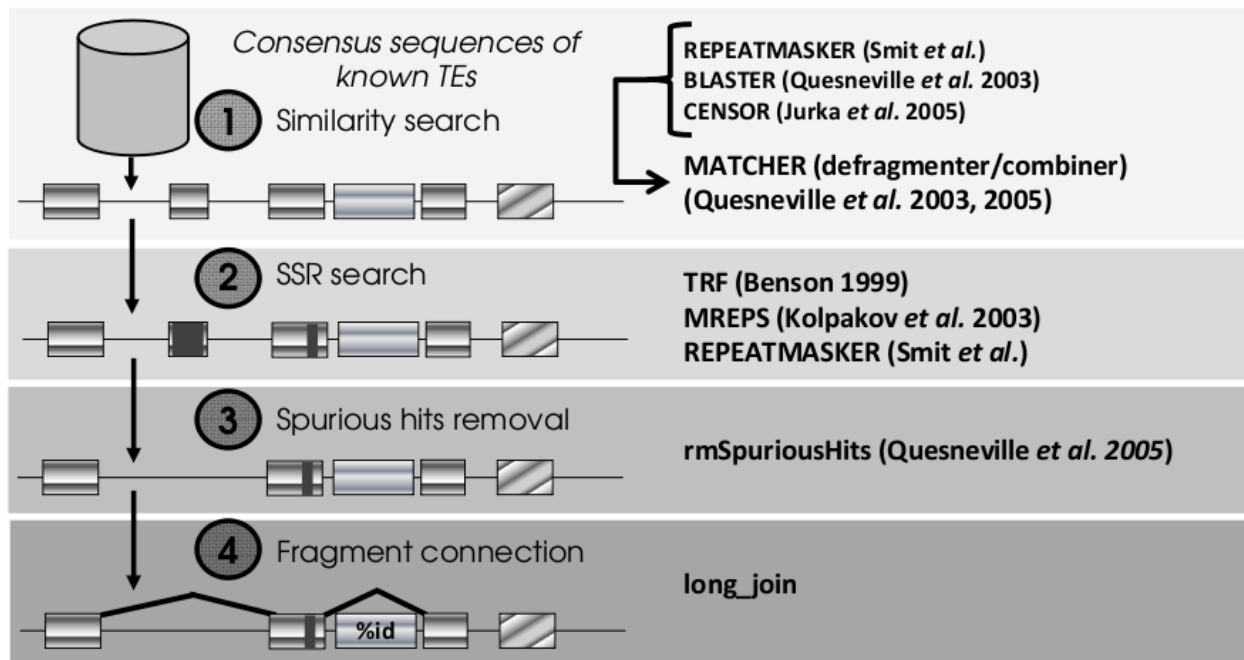 Consensus sequences of
known TEs
1 Similarity search
REPEATMASKER (Smit et al.)
BLASTER (Quesneville et al. 2003)
CENSOR (Jurka et al. 2005)
MATCHER (defragmenter/combiner)
(Quesneville et al. 2003, 2005)
2 SSR search
TRF (Benson 1999)
MREPS (Kolpakov et al. 2003)
REPEATMASKER (Smit et al.)
3 Spurious hits removal
rmSpuriousHits (Quesneville et al. 2005)
4 Fragment connection
long_join
%id